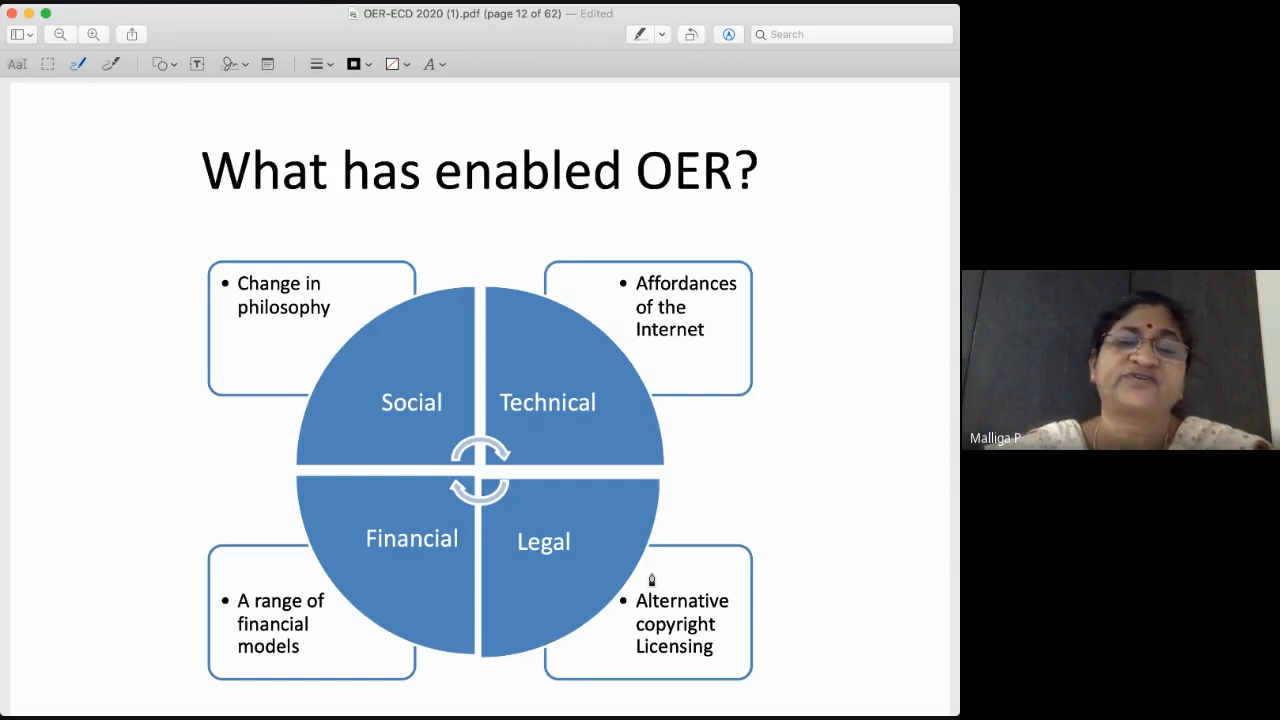 OER-ECD 2020 (1).pdf (page 12 of 62) — Edited
Search
AaI
T
A
What has enabled OER?
• Change in
philosophy
• Affordances
of the
Internet
Social
Technical
Financial
Legal
• A range of
financial
models
• Alternative
copyright
Licensing
Malliga P